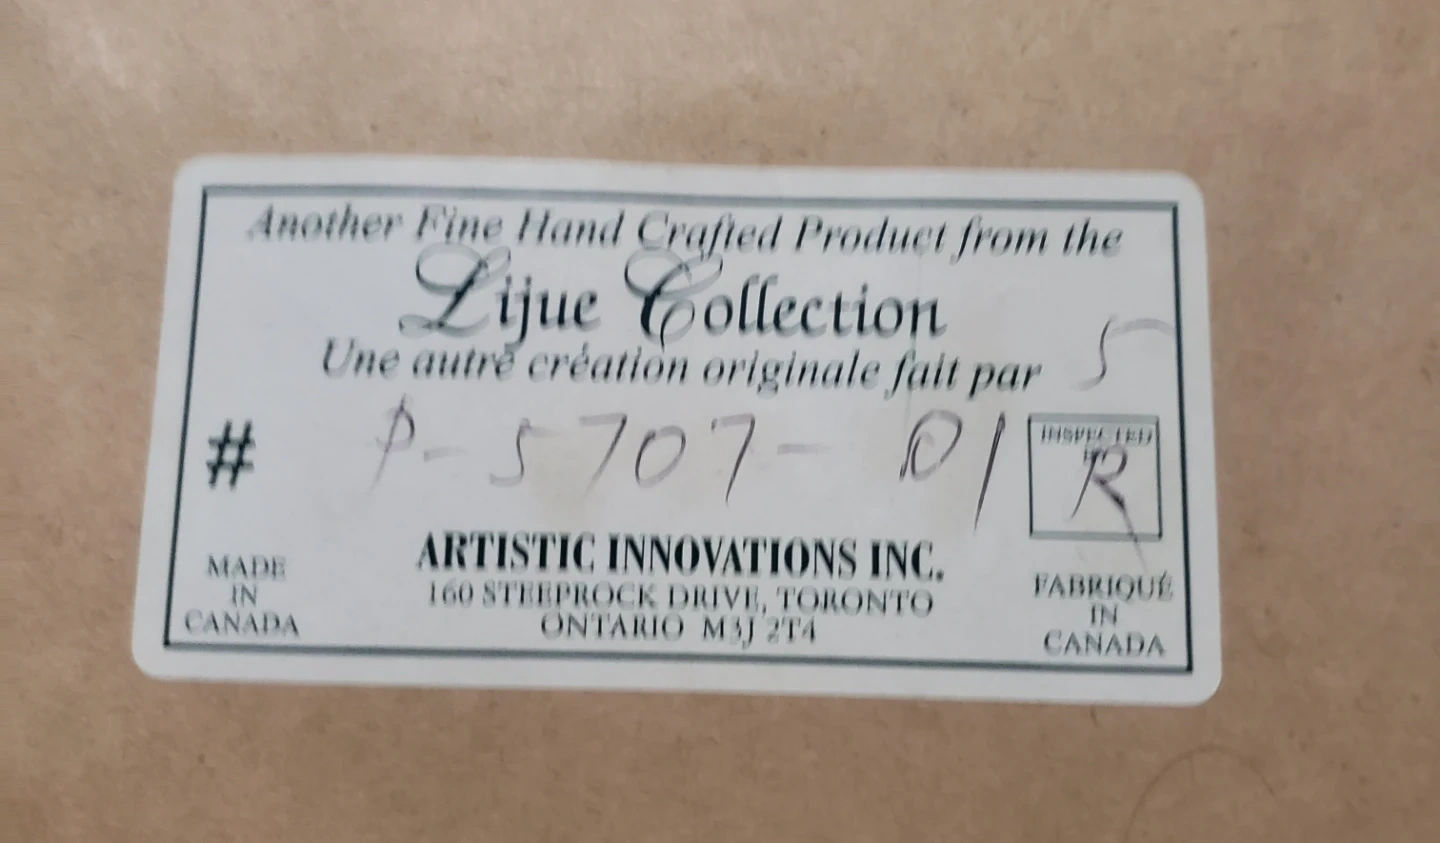 Another Fine Hand Crafted Product from the
Lijue Collection
Une autre création originale fait par
5
# P-5707-01
INSPECTED
R
ARTISTIC INNOVATIONS INC.
160 STEEPROCK DRIVE, TORONTO
ONTARIO M3J 2T4
MADE
IN
CANADA
FABRIQUÉ
IN
CANADA